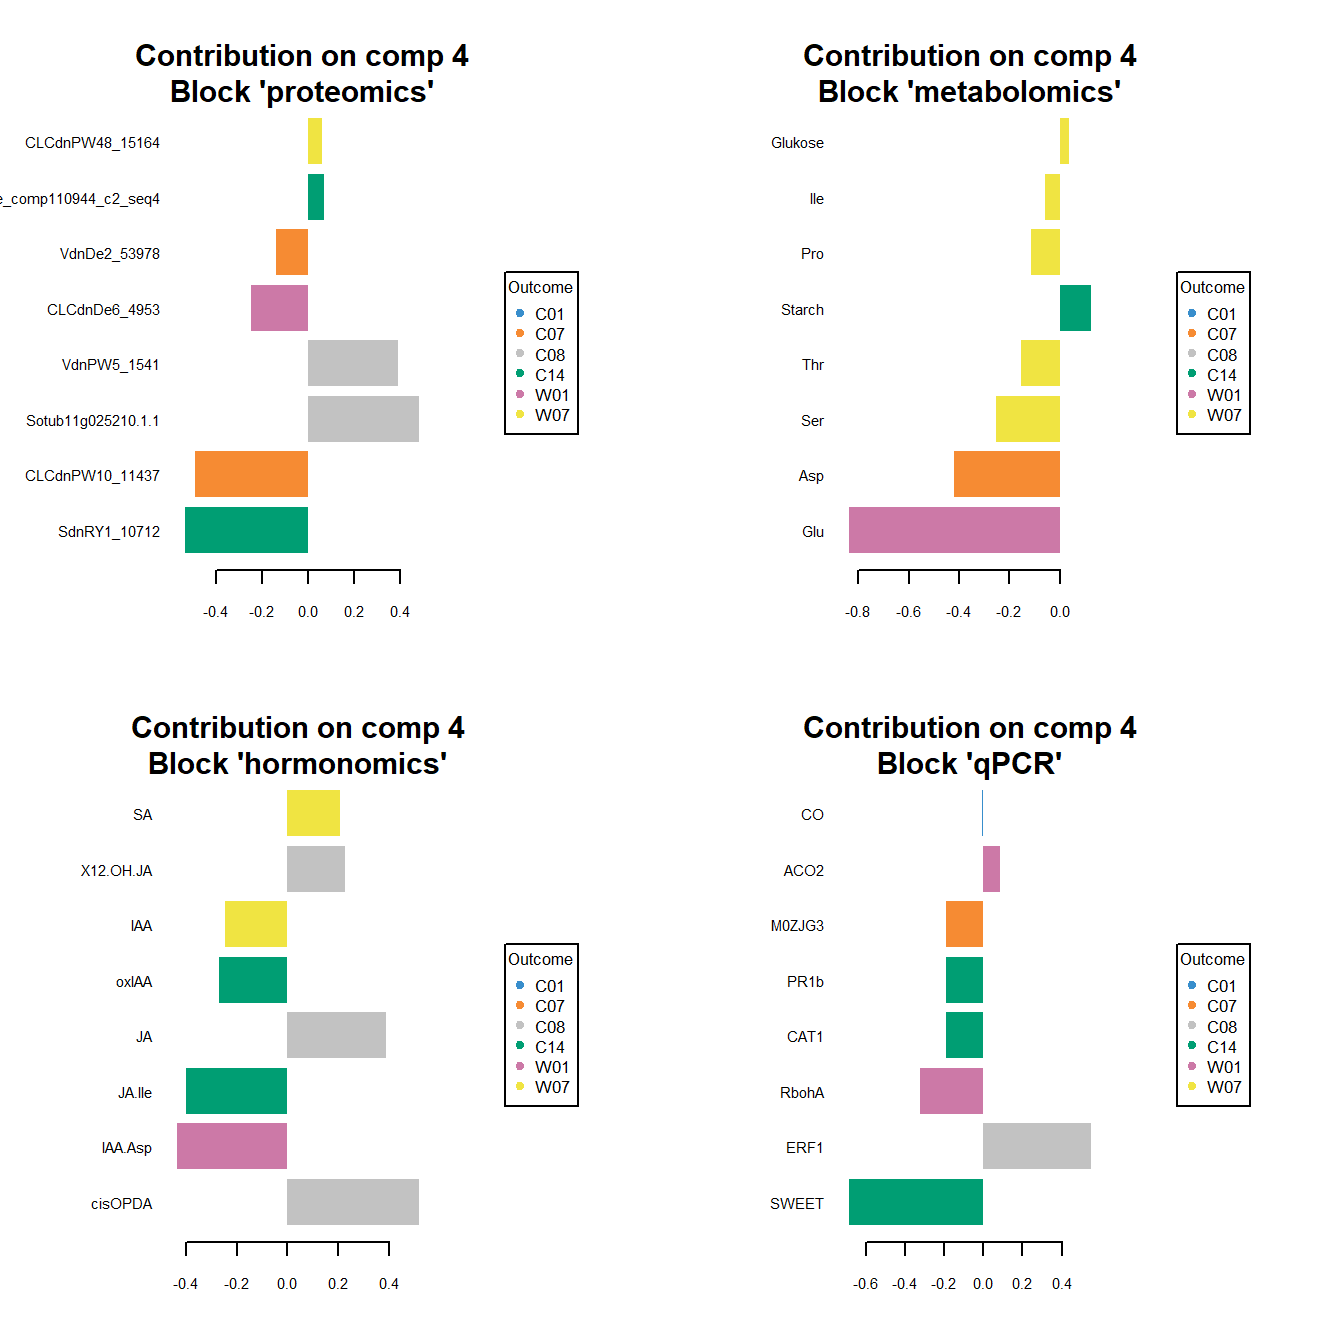 Contribution on comp 4
Block 'proteomics'
CLCdnPW48_15164
e_comp110944_c2_seq4
VdnDe2_53978
CLCdnDe6_4953
VdnPW5_1541
Sotub11g025210.1.1
CLCdnPW10_11437
SdnRY1_10712
-0.4 -0.2 0.0 0.2 0.4
Outcome
C01
C07
C08
C14
W01
W07
Contribution on comp 4
Block 'metabolomics'
Glukose
Ile
Pro
Starch
Thr
Ser
Asp
Glu
-0.8 -0.6 -0.4 -0.2 0.0
Outcome
C01
C07
C08
C14
W01
W07
Contribution on comp 4
Block 'hormonomics'
SA
X12.OH.JA
IAA
oxIAA
JA
JA.Ile
IAA.Asp
cisOPDA
-0.4 -0.2 0.0 0.2 0.4
Outcome
C01
C07
C08
C14
W01
W07
Contribution on comp 4
Block 'qPCR'
CO
ACO2
M0ZJG3
PR1b
CAT1
RbohA
ERF1
SWEET
-0.6 -0.4 -0.2 0.0 0.2 0.4
Outcome
C01
C07
C08
C14
W01
W07